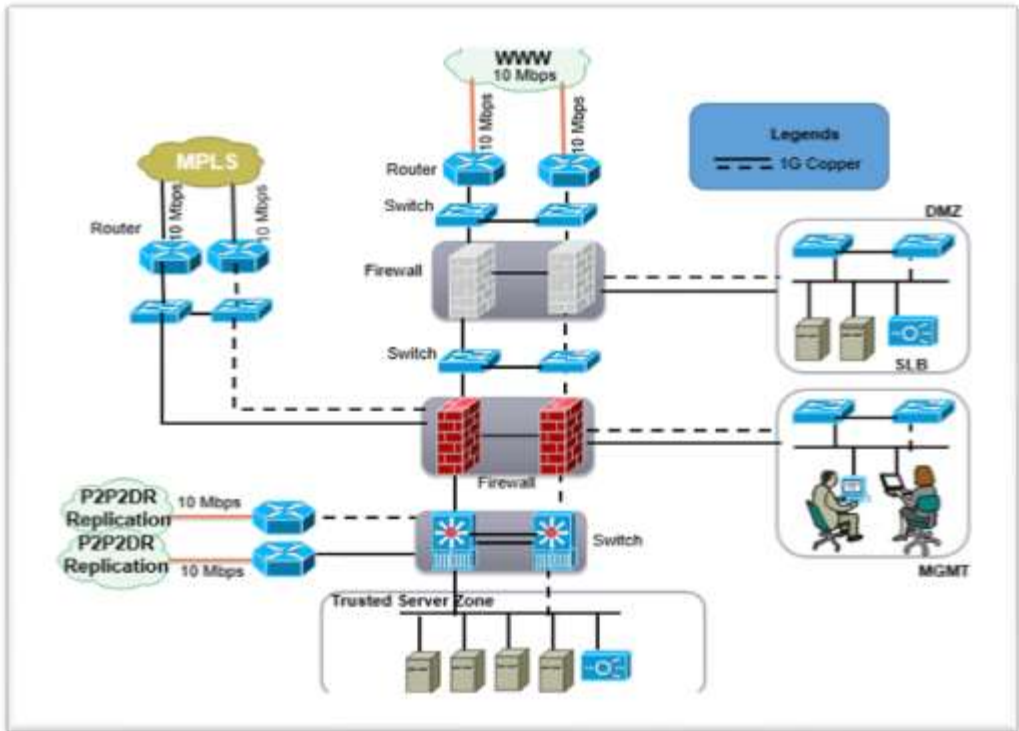 WWW
10 Mbps
10 Mbps
10 Mbps
Legends
1G Copper
MPLS
Router
Switch
10 Mbps
10 Mbps
Router
DMZ
Firewall
Switch
SLB
Firewall
P2P2DR
Replication
10 Mbps
Switch
P2P2DR
Replication
10 Mbps
MGMT
Trusted Server Zone